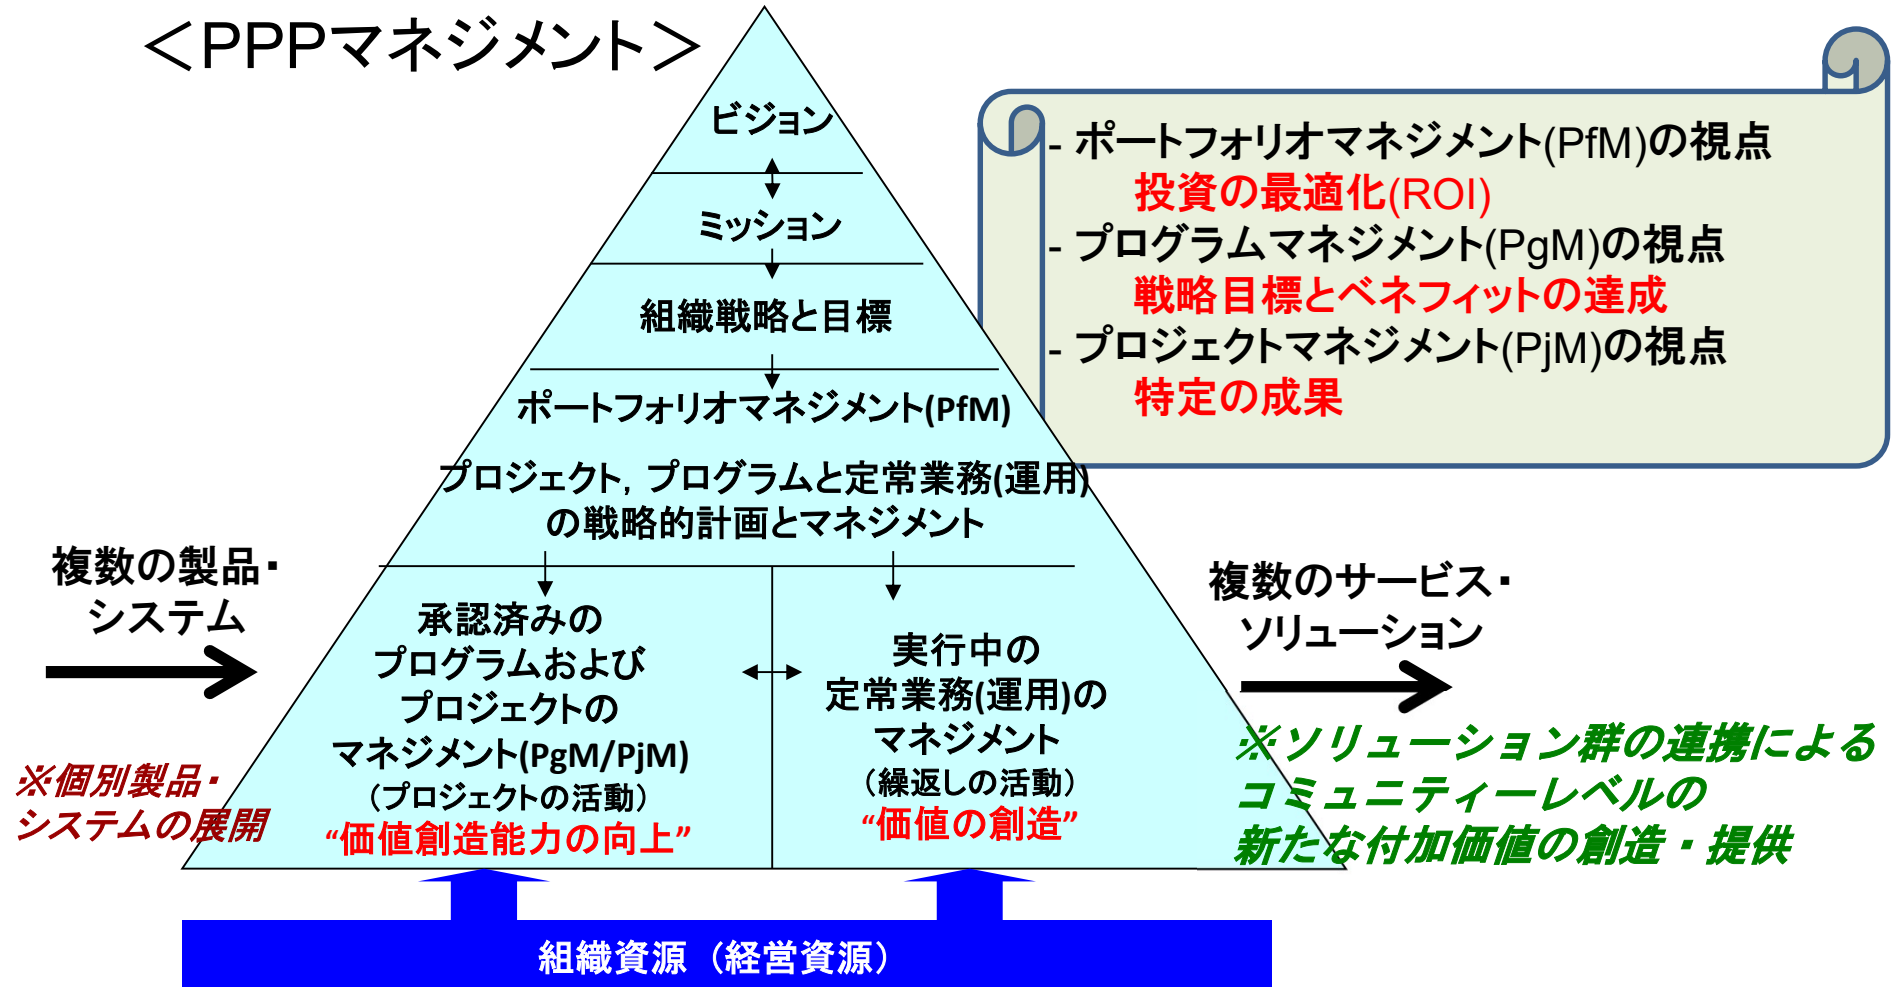 ＜PPPマネジメント＞
ビジョン
ミッション
組織戦略と目標
ポートフォリオマネジメント(PfM)
プロジェクト，プログラムと定常業務(運用)
の戦略的計画とマネジメント
- ポートフォリオマネジメント(PfM)の視点
投資の最適化(ROI)
- プログラムマネジメント(PgM)の視点
戦略目標とベネフィットの達成
- プロジェクトマネジメント(PjM)の視点
特定の成果
複数の製品・
システム
※個別製品・
システムの展開
承認済みの
プログラムおよび
プロジェクトの
マネジメント(PgM/PjM)
（プロジェクトの活動）
“価値創造能力の向上”
実行中の
定常業務(運用)の
マネジメント
（繰返しの活動）
“価値の創造”
複数のサービス・
ソリューション
※ソリューション群の連携による
コミュニティーレベルの
新たな付加価値の創造・提供
組織資源（経営資源）